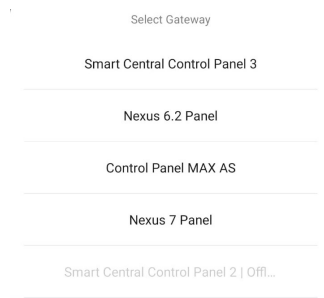 Select Gateway
Smart Central Control Panel 3
Nexus 6.2 Panel
Control Panel MAX AS
Nexus 7 Panel
Smart Central Control Panel 2 | Offl...